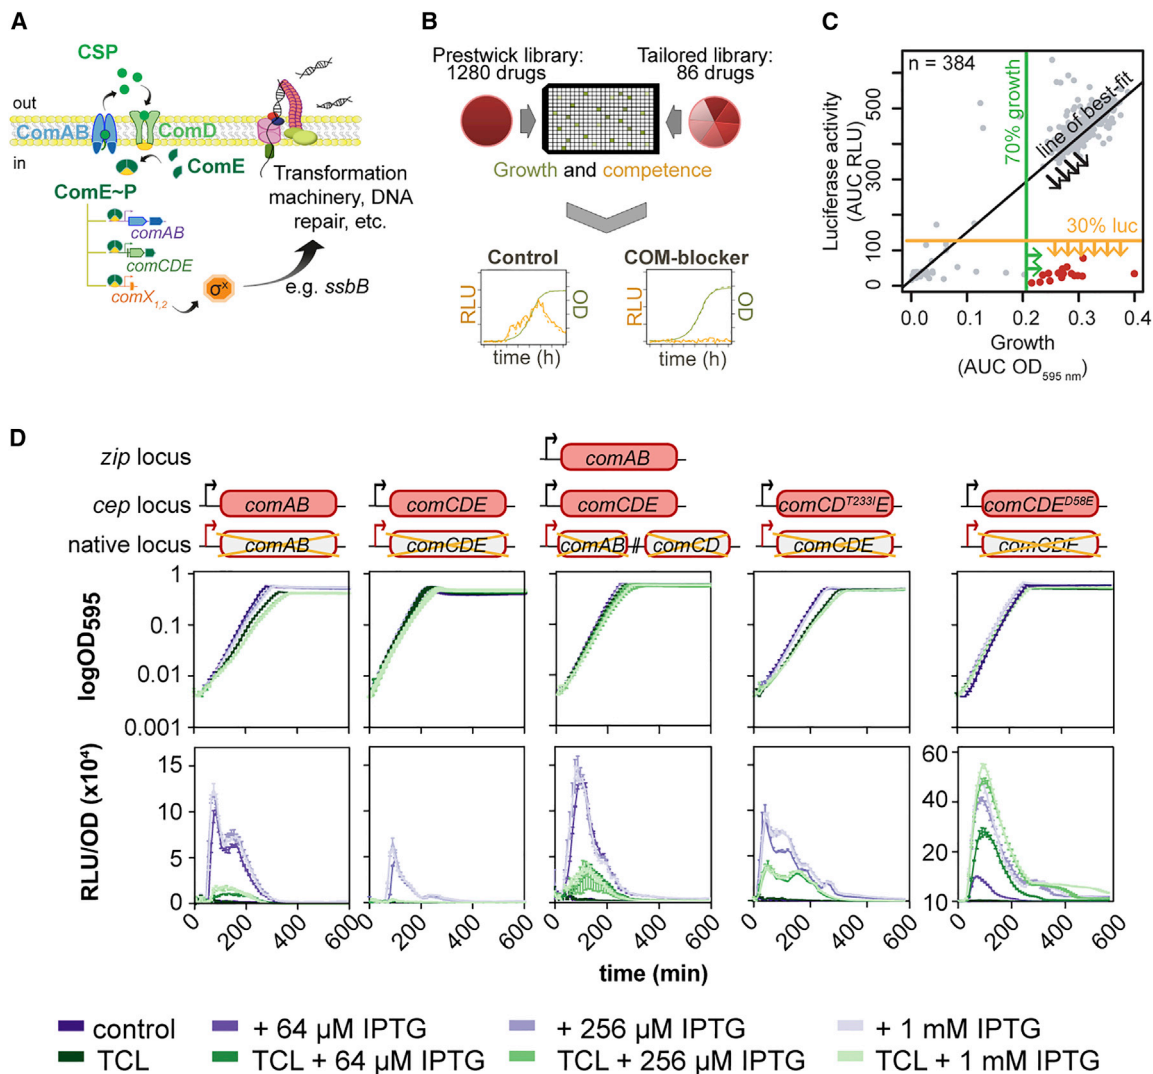 A
CSP
out
ComAB
ComD
in
ComE
ComE~P
comAB
comCDE
comX1,2
σx
e.g. ssbB
Transformation
machinery, DNA
repair, etc.
B
Prestwick library:
1280 drugs
Tailored library:
86 drugs
Growth and competence
Control
COM-blocker
RLU
OD
RLU
OD
time (h)
time (h)
C
n = 384
70% growth
line of best-fit
30% luc
Luciferase activity
(AUC RLU)
500
300
100
0
0.0 0.1 0.2 0.3 0.4
Growth
(AUC OD595 nm)
D
zip locus
comAB
cep locus
comAB
comCDE
comCDE
comCDT233IE
comCDED58E
native locus
comAB
comCDE
comAB // comCD
comCDE
comCDE
logOD595
1
0.1
0.01
0.001
RLU/OD (x10⁴)
15
10
5
0
60
40
20
10
0 200 400 600
0 200 400 600
0 200 400 600
0 200 400 600
0 200 400 600
time (min)
control
+ 64 µM IPTG
+ 256 µM IPTG
+ 1 mM IPTG
TCL
TCL + 64 µM IPTG
TCL + 256 µM IPTG
TCL + 1 mM IPTG